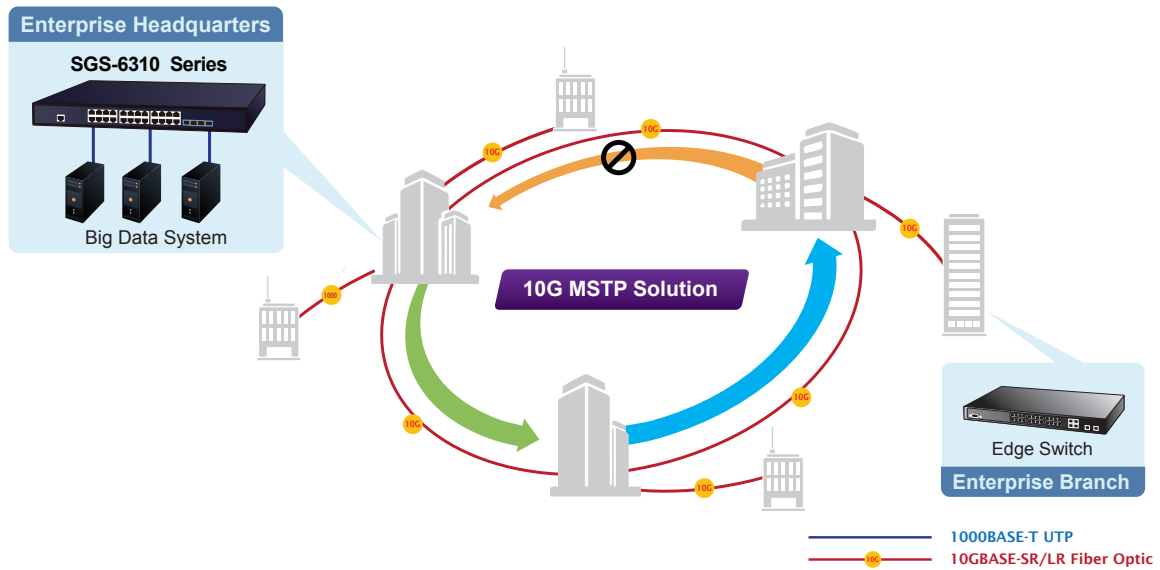 Enterprise Headquarters
SGS-6310 Series
Big Data System
10G
10G
10G
10G
1000
10G MSTP Solution
10G
10G
10G
Edge Switch
Enterprise Branch
1000BASE-T UTP
10G
10GBASE-SR/LR Fiber Optic